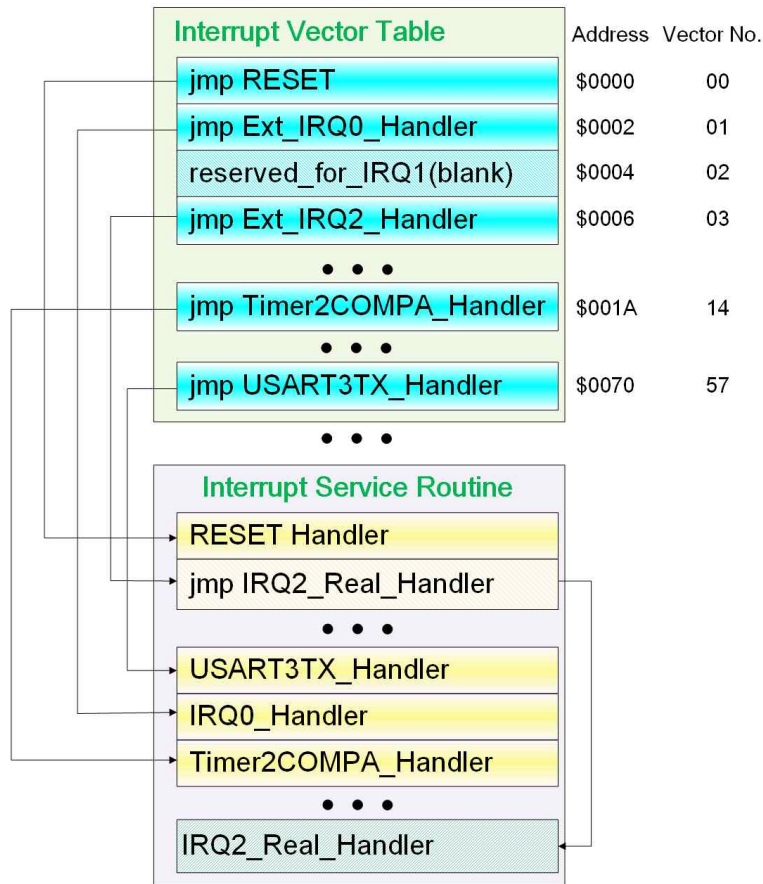 Interrupt Vector Table Address Vector No.
jmp RESET $0000 00
jmp Ext_IRQ0_Handler $0002 01
reserved_for_IRQ1(blank) $0004 02
jmp Ext_IRQ2_Handler $0006 03
• • •
jmp Timer2COMPA_Handler $001A 14
• • •
jmp USART3TX_Handler $0070 57
• • •
Interrupt Service Routine
RESET Handler
jmp IRQ2_Real_Handler
• • •
USART3TX_Handler
IRQ0_Handler
Timer2COMPA_Handler
• • •
IRQ2_Real_Handler